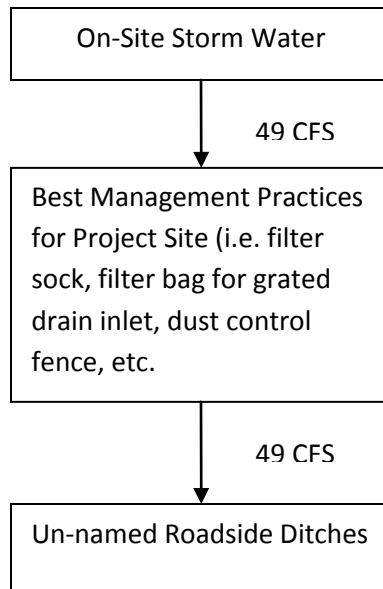 On-Site Storm Water
49 CFS
Best Management Practices
for Project Site (i.e. filter
sock, filter bag for grated
drain inlet, dust control
fence, etc.
49 CFS
Un-named Roadside Ditches